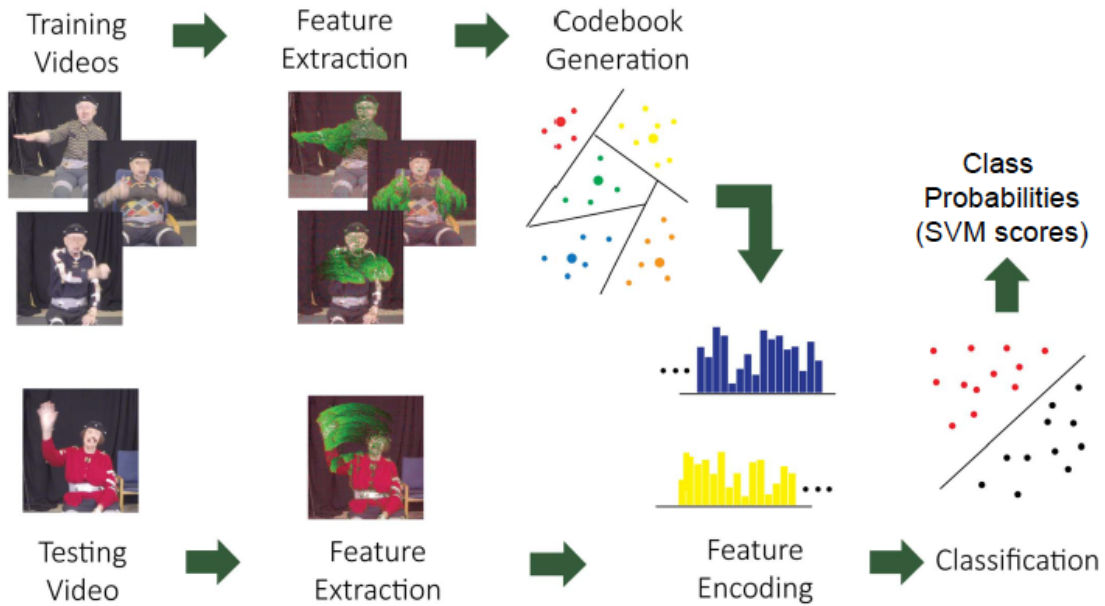 Training
Videos
Feature
Extraction
Codebook
Generation
Class
Probabilities
(SVM scores)
Testing
Video
Feature
Extraction
Feature
Encoding
Classification